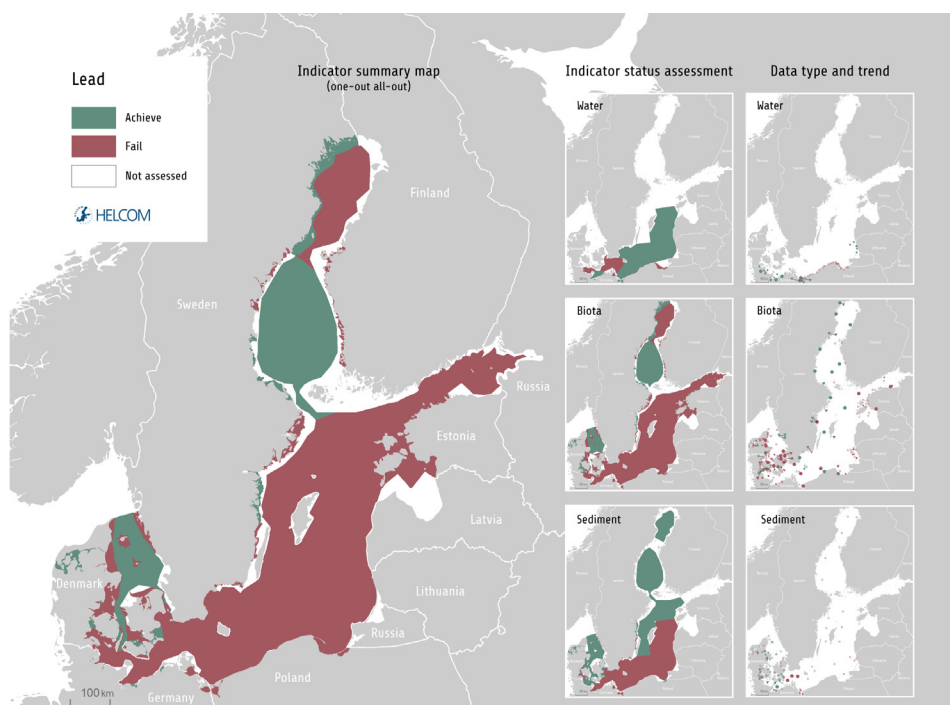 Lead
Achieve
Fail
Not assessed
HELCOM
Indicator summary map
(one-out all-out)
Finland
Sweden
Russia
Estonia
Latvia
Lithuania
Russia
Denmark
Poland
Germany
100 km
Indicator status assessment
Data type and trend
Water
Water
Biota
Biota
Sediment
Sediment